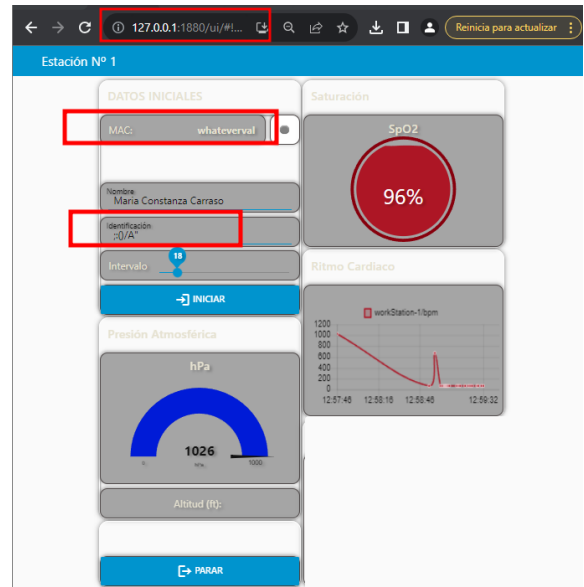 127.0.0.1:1880/ui/#!...
Reinicia para actualizar
Estación Nº 1
DATOS INICIALES
MAC: whateverval
Nombre
Maria Constanza Carraso
Identificación
;;()/A"
Intervalo 18
INICIAR
Presión Atmosférica
hPa
1026
0 hPa 1000
Altitud (ft):
PARAR
Saturación
SpO2
96%
Ritmo Cardiaco
workStation-1/bpm
1200
1000
800
600
400
200
0
12:57:46 12:58:16 12:58:46 12:59:32